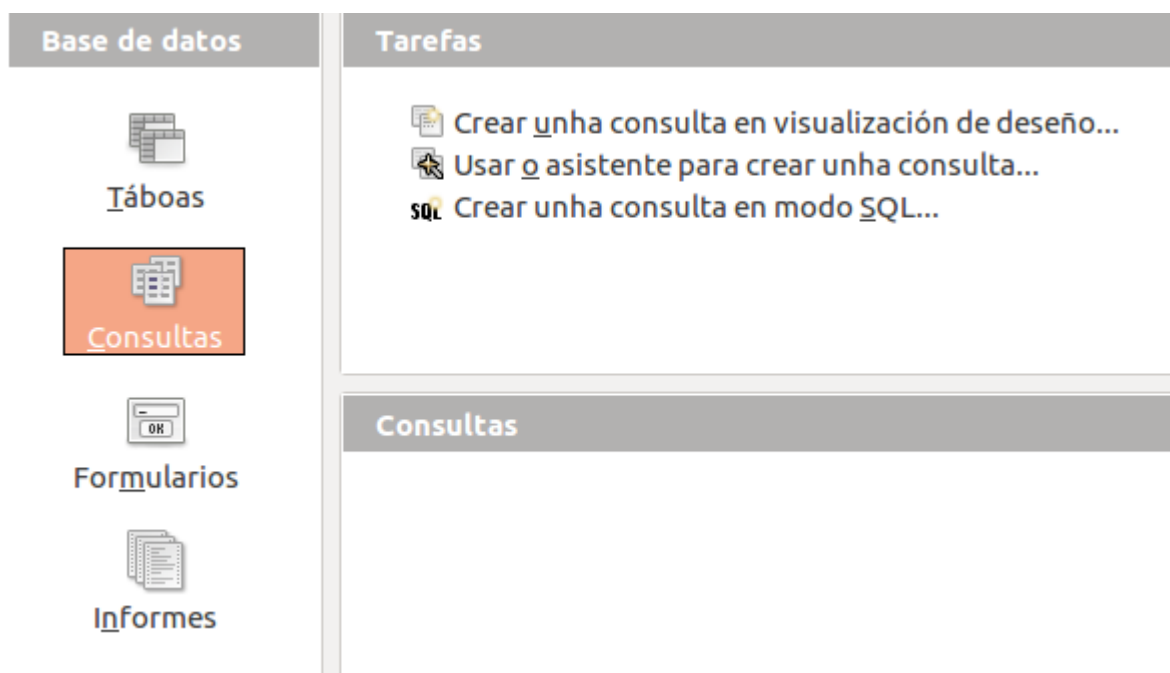 Base de datos
Táboas
Consultas
OK
Formularios
Informes
Tarefas
Crear unha consulta en visualización de deseño...
Usar o asistente para crear unha consulta...
SQL Crear unha consulta en modo SQL...
Consultas